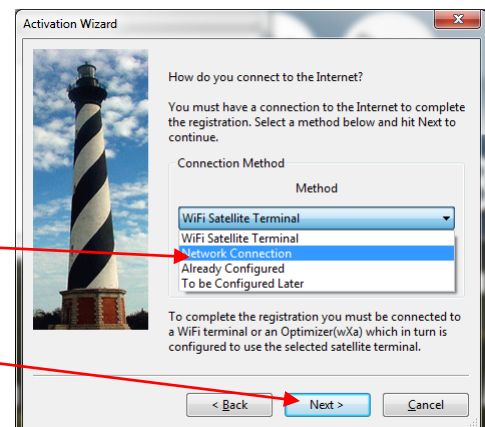 Activation Wizard
x
How do you connect to the Internet?
You must have a connection to the Internet to complete
the registration. Select a method below and hit Next to
continue.
Connection Method
Method
WiFi Satellite Terminal
WiFi Satellite Terminal
Network Connection
Already Configured
To be Configured Later
To complete the registration you must be connected to
a WiFi terminal or an Optimizer(wXa) which in turn is
configured to use the selected satellite terminal.
< Back
Next >
Cancel